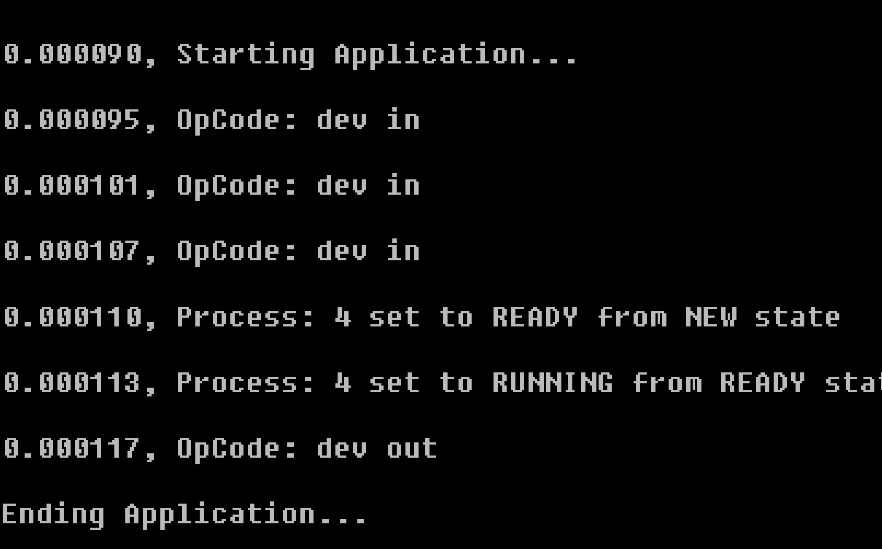 0.000090, Starting Application...
0.000095, OpCode: dev in
0.000101, OpCode: dev in
0.000107, OpCode: dev in
0.000110, Process: 4 set to READY from NEW state
0.000113, Process: 4 set to RUNNING from READY stat
0.000117, OpCode: dev out
Ending Application...